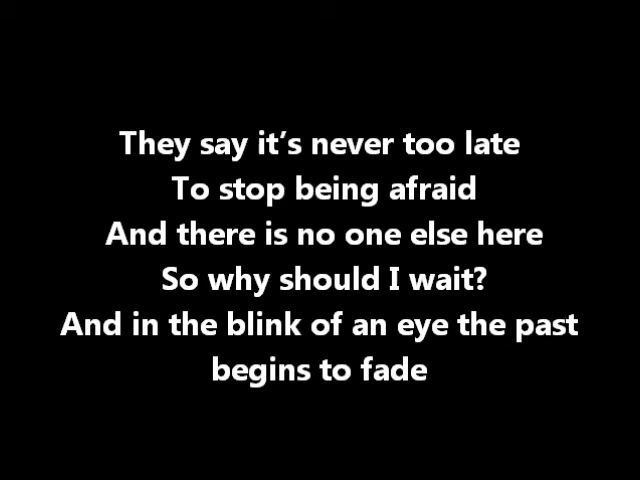 They say it’s never too late
To stop being afraid
And there is no one else here
So why should I wait?
And in the blink of an eye the past
begins to fade